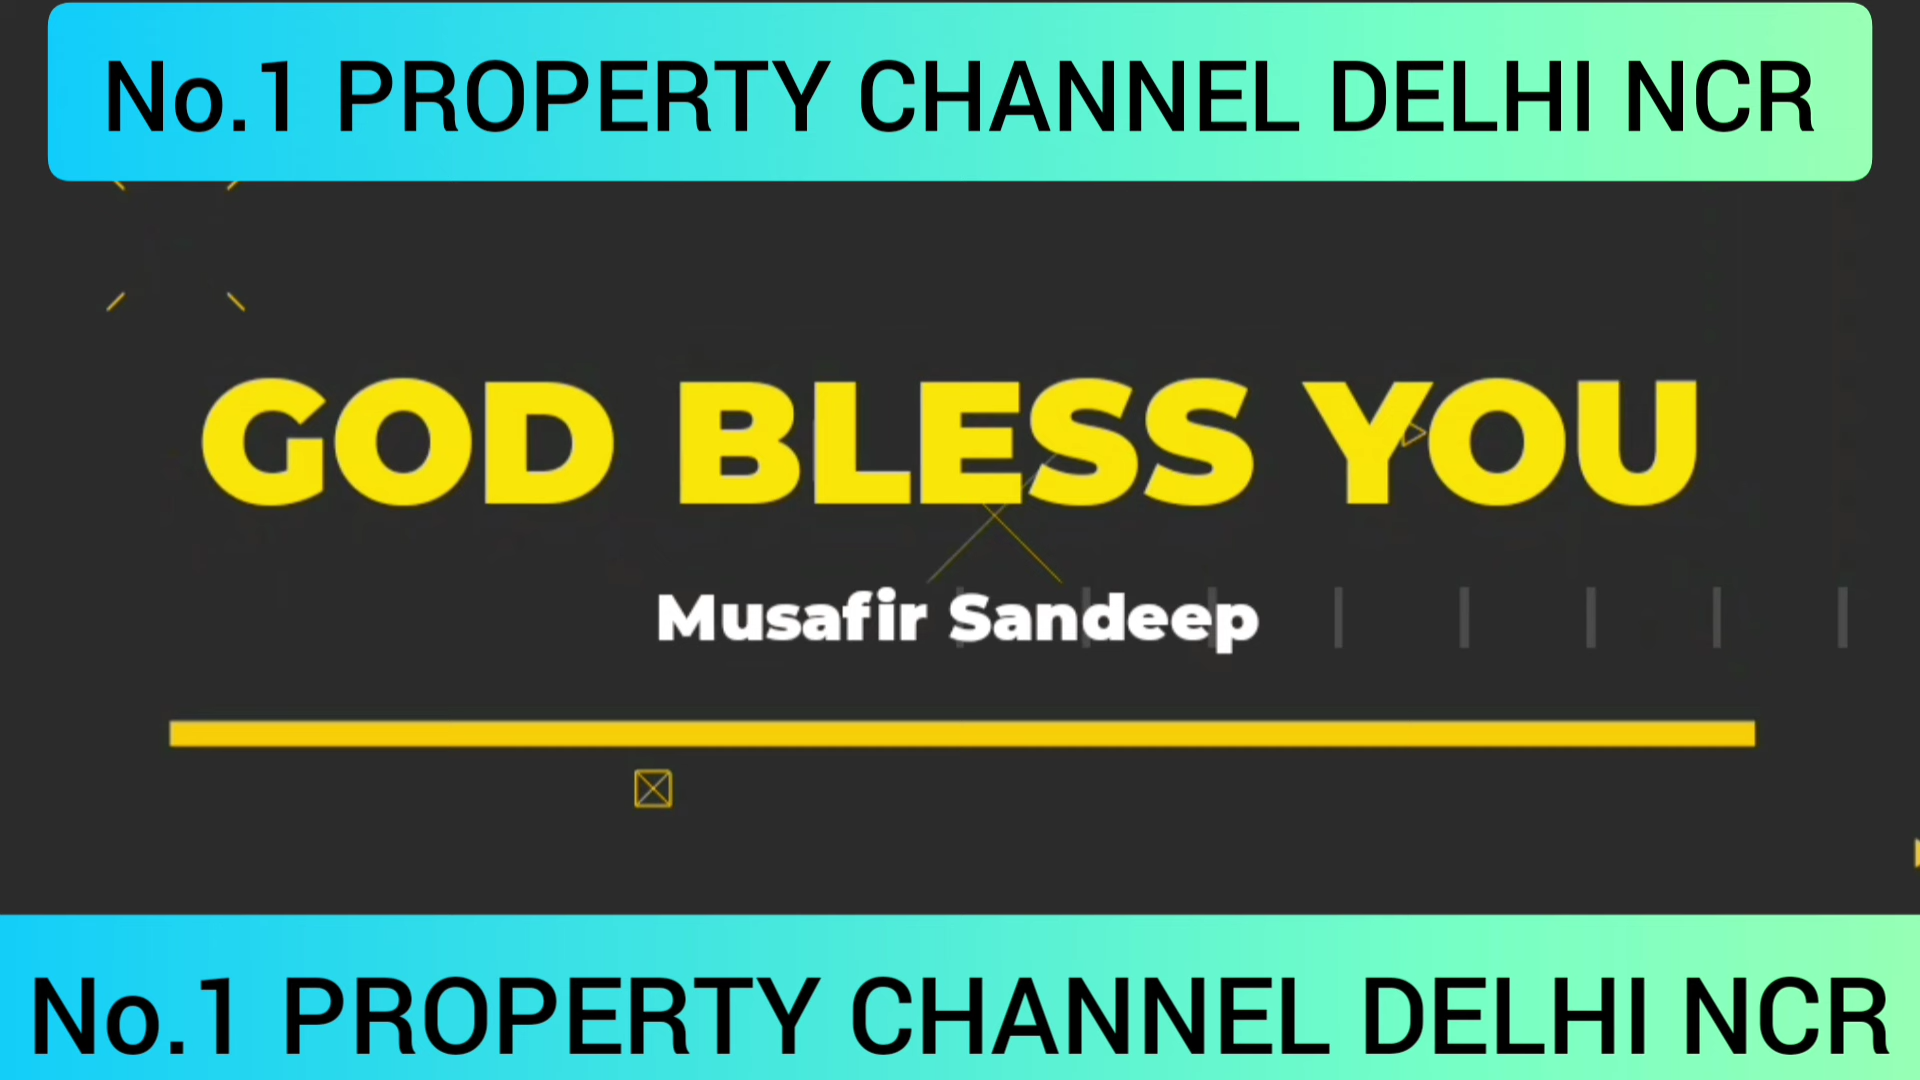 No.1 PROPERTY CHANNEL DELHI NCR
GOD BLESS YOU
Musafir Sandeep
No.1 PROPERTY CHANNEL DELHI NCR